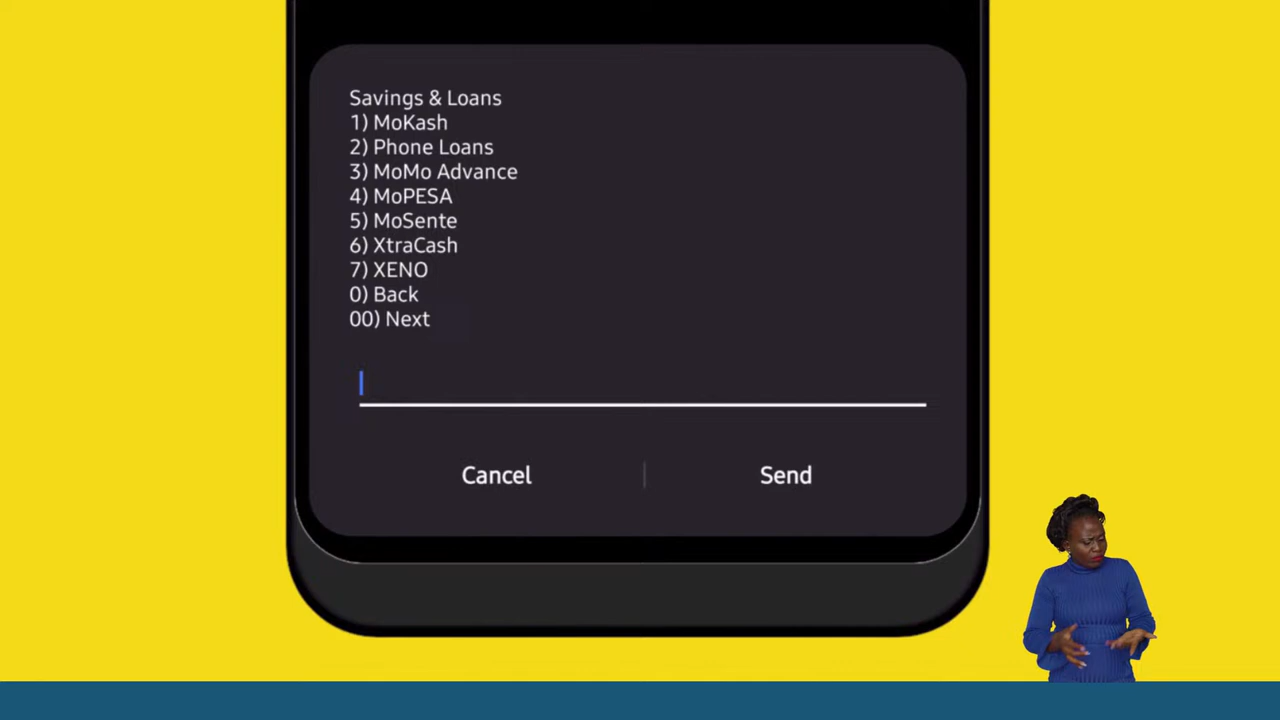 Savings & Loans
1) MoKash
2) Phone Loans
3) MoMo Advance
4) MoPESA
5) MoSente
6) XtraCash
7) XENO
0) Back
00) Next
Cancel
Send